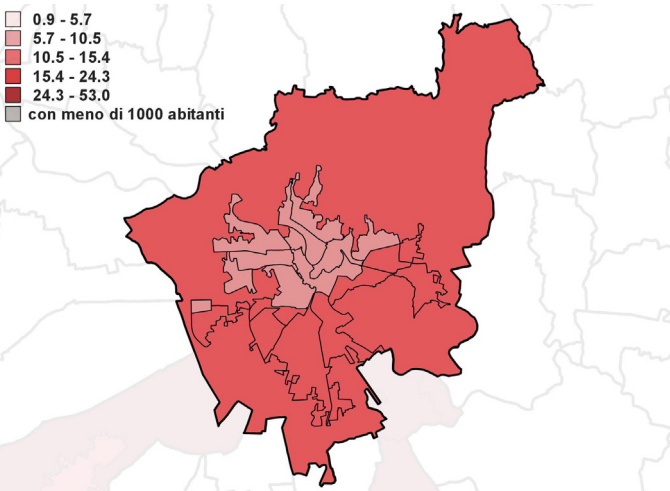 0.9 - 5.7
5.7 - 10.5
10.5 - 15.4
15.4 - 24.3
24.3 - 53.0
con meno di 1000 abitanti